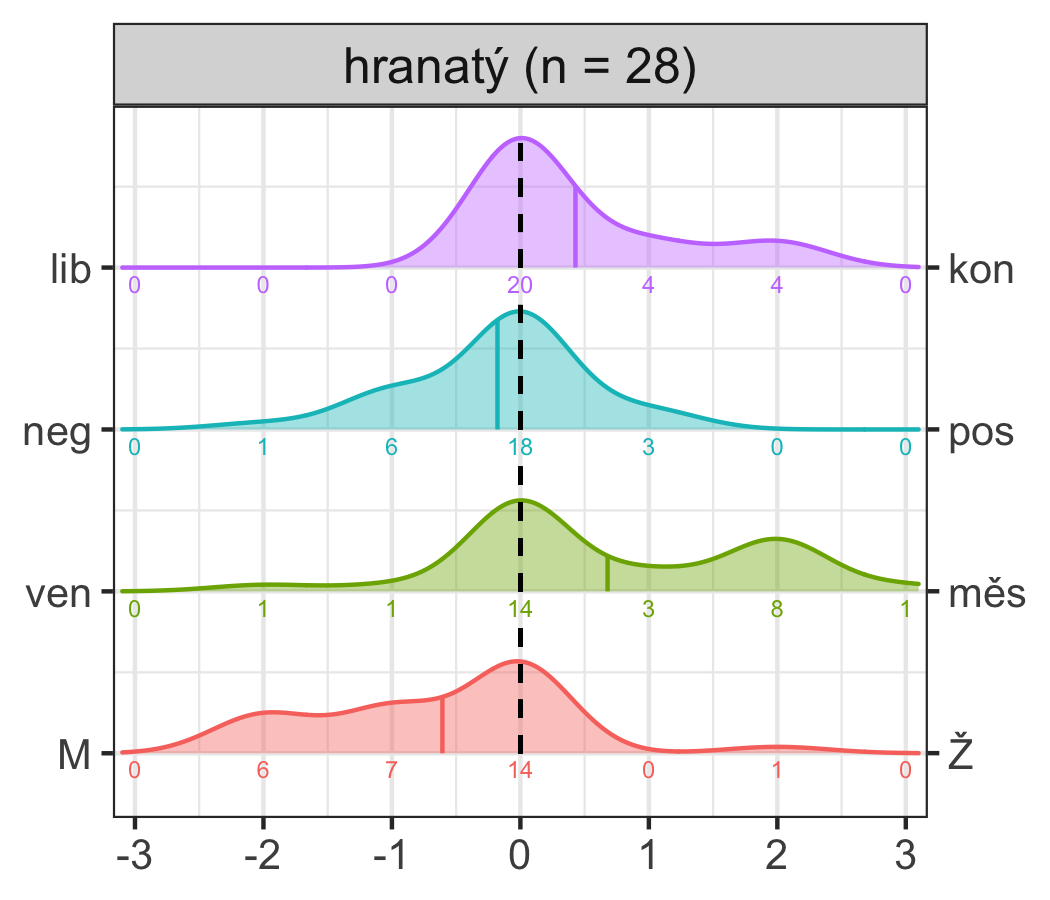 hranatý (n = 28)
lib kon
0 0 0 20 4 4 0
neg pos
0 1 6 18 3 0 0
ven měs
0 1 1 14 3 8 1
M Ž
0 6 7 14 0 1 0
-3 -2 -1 0 1 2 3